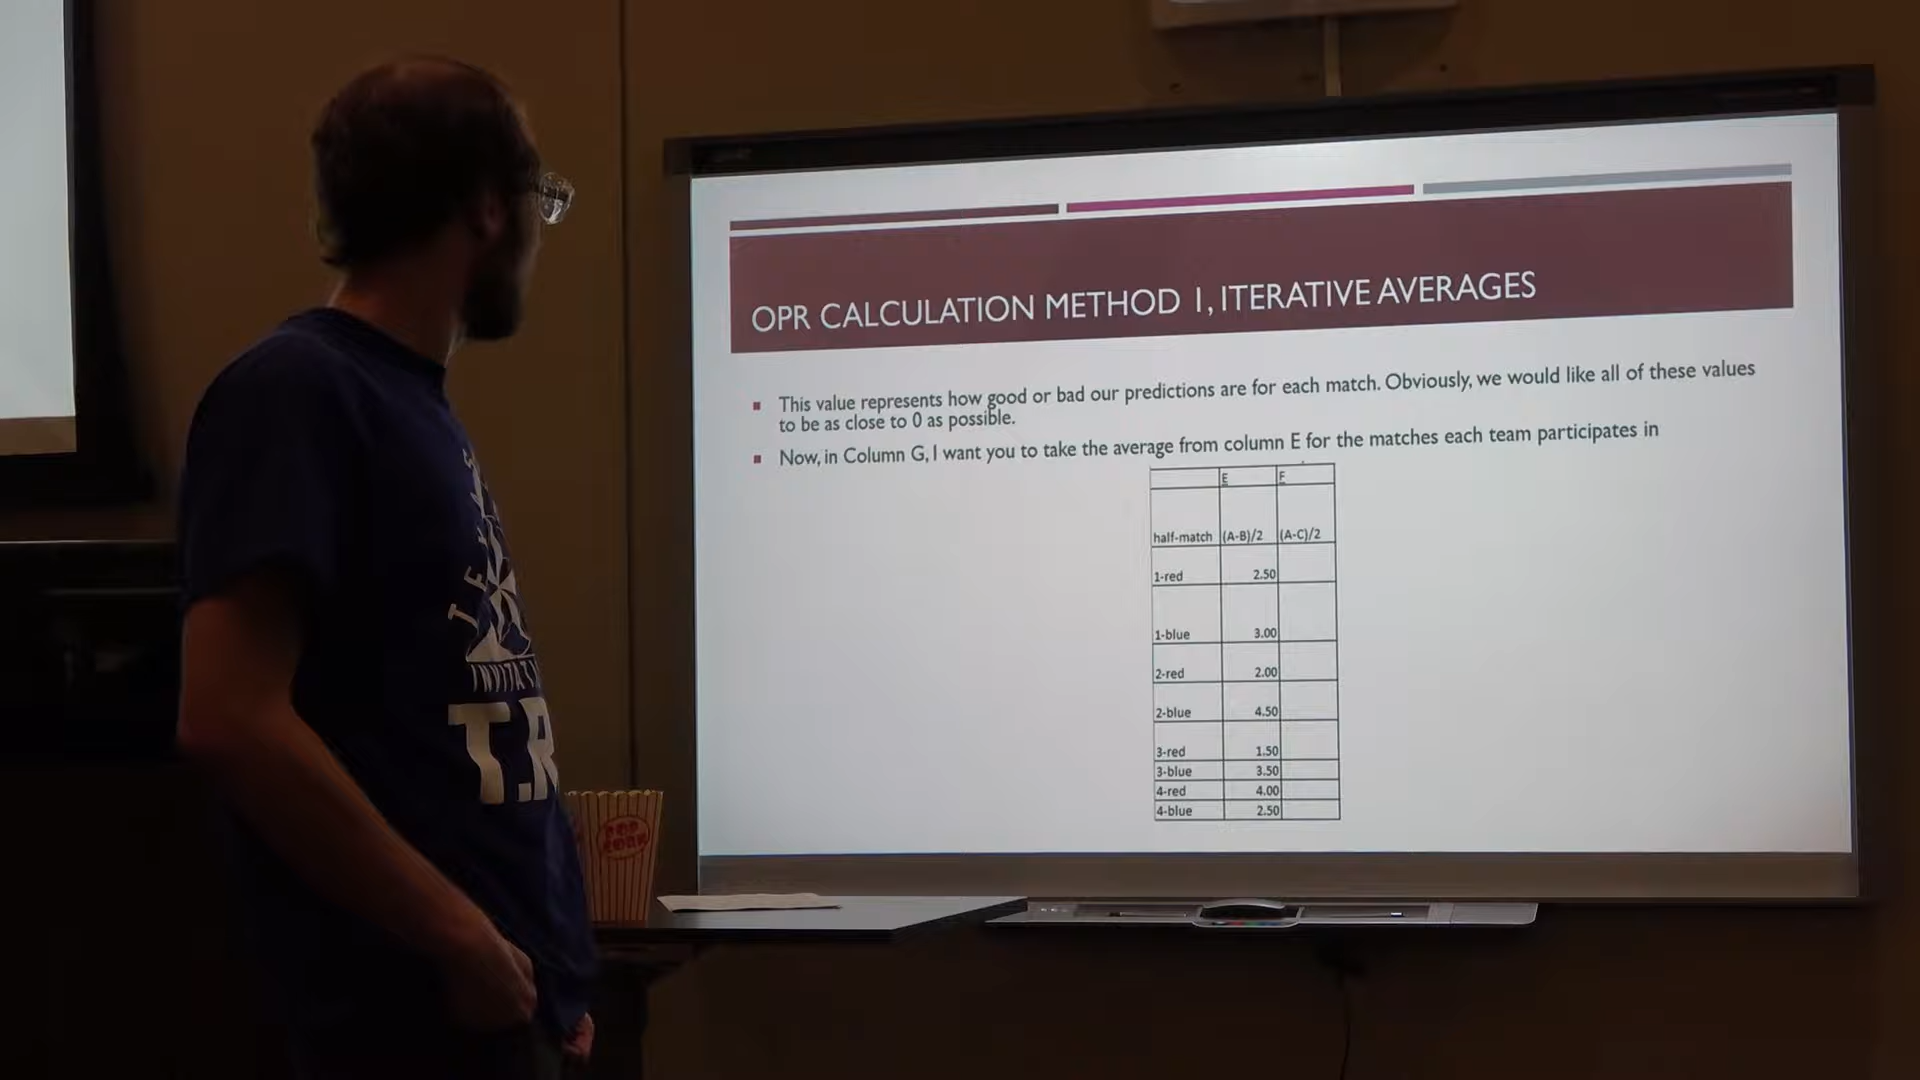 OPR CALCULATION METHOD 1, ITERATIVE AVERAGES
This value represents how good or bad our predictions are for each match. Obviously, we would like all of these values
to be as close to 0 as possible.
Now, in Column G, I want you to take the average from column E for the matches each team participates in
E F
half-match (A-B)/2 (A-C)/2
1-red 2.50
1-blue 3.00
2-red 2.00
2-blue 4.50
3-red 1.50
3-blue 3.50
4-red 4.00
4-blue 2.50
T.R
POP
CORN